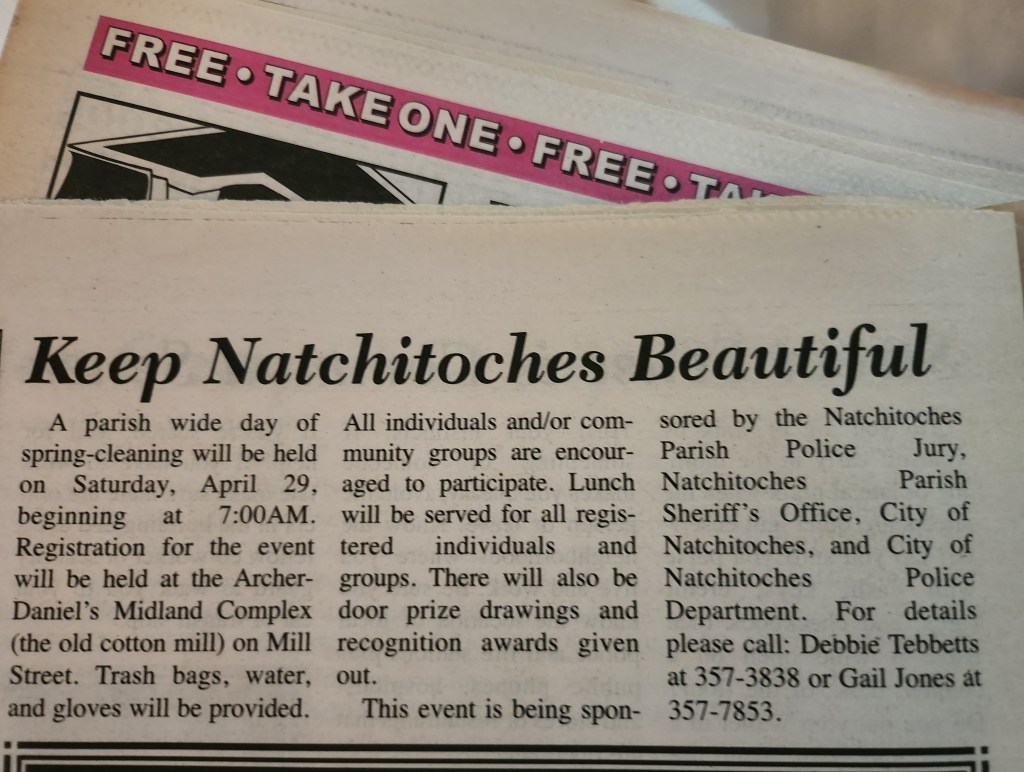 FREE • TAKE ONE • FREE •
Keep Natchitoches Beautiful
A parish wide day of
spring-cleaning will be held
on Saturday, April 29,
beginning at 7:00AM.
Registration for the event
will be held at the Archer-
Daniel's Midland Complex
(the old cotton mill) on Mill
Street. Trash bags, water,
and gloves will be provided.
All individuals and/or com-
munity groups are encour-
aged to participate. Lunch
will be served for all regis-
tered individuals and
groups. There will also be
door prize drawings and
recognition awards given
out.
This event is being spon-
sored by the Natchitoches
Parish Police Jury,
Natchitoches Parish
Sheriff's Office, City of
Natchitoches, and City of
Natchitoches Police
Department. For details
please call: Debbie Tebbetts
at 357-3838 or Gail Jones at
357-7853.